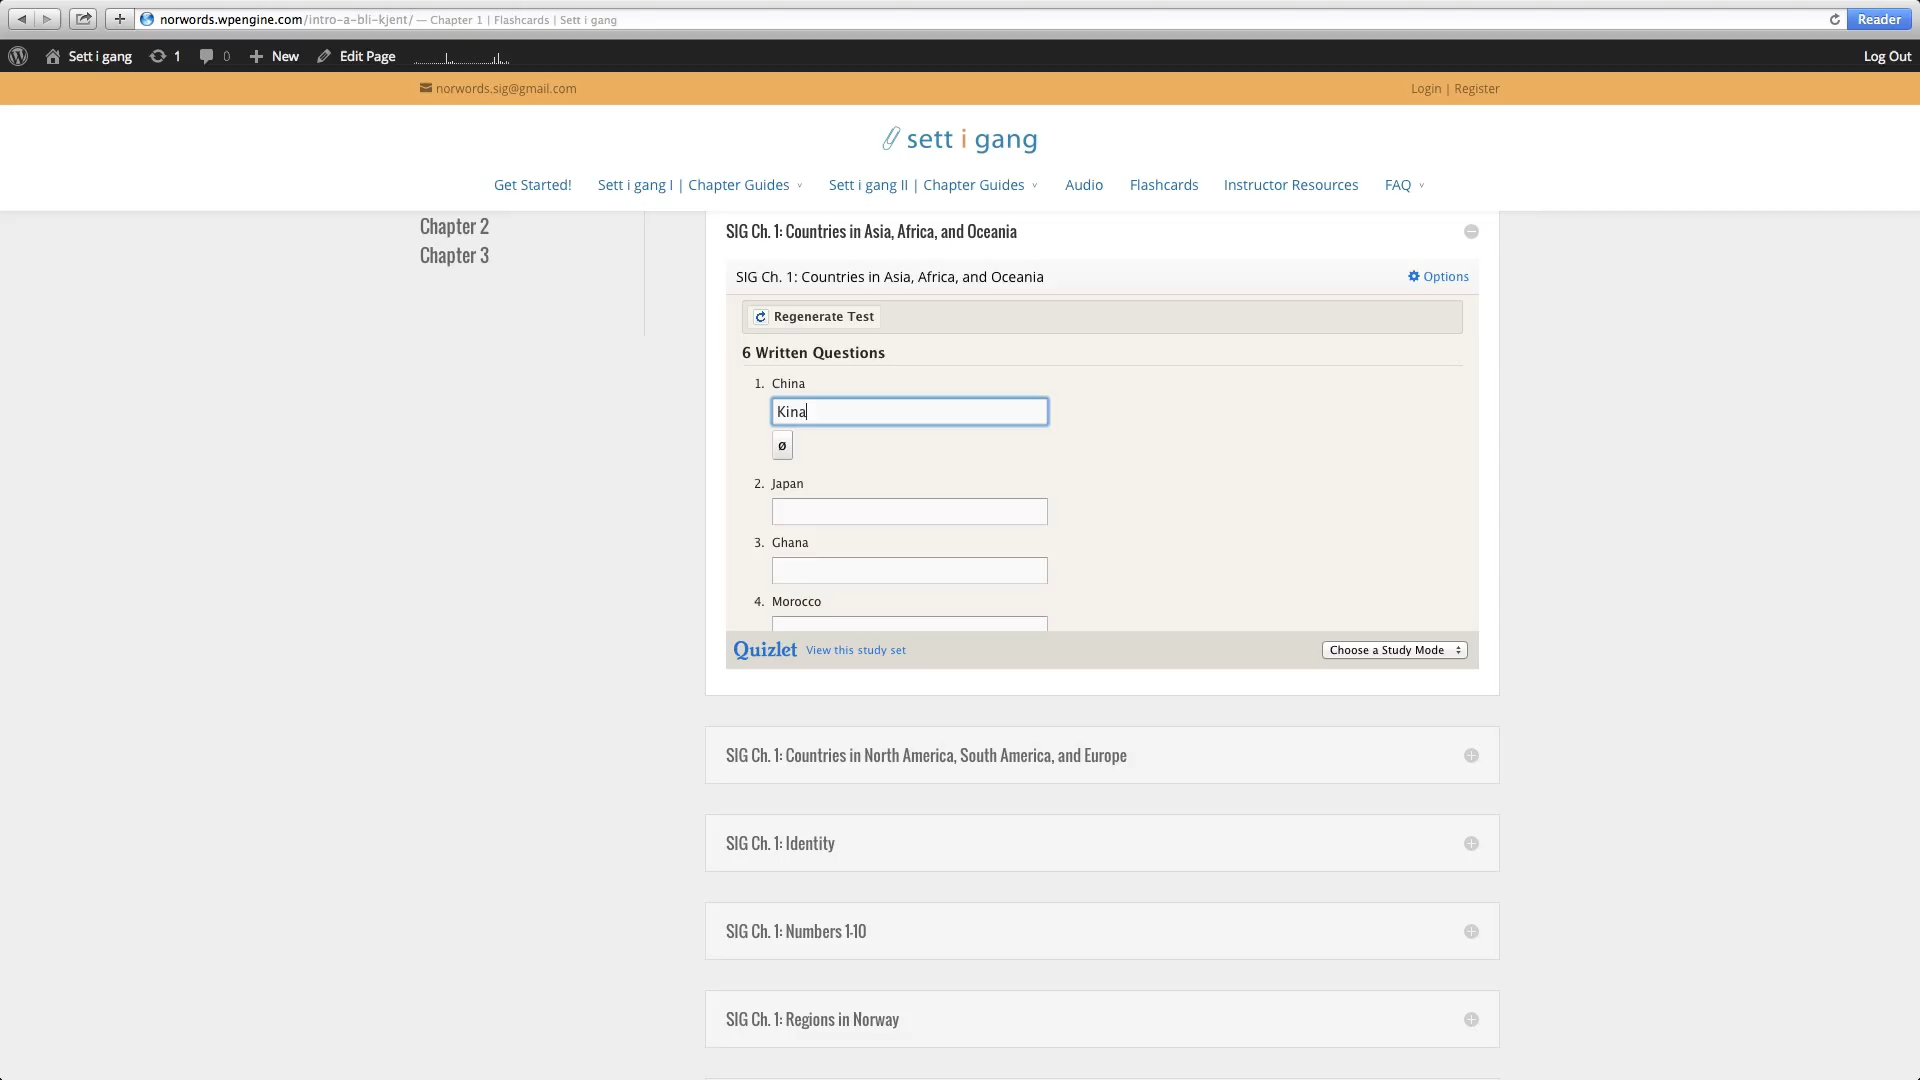 norwords.wpengine.com/intro-a-bli-kjent/ — Chapter 1 | Flashcards | Sett i gang
Reader
Sett i gang 1 0 New Edit Page Log Out
norwords.sig@gmail.com Login | Register
sett i gang
Get Started! Sett i gang I | Chapter Guides Sett i gang II | Chapter Guides Audio Flashcards Instructor Resources FAQ
Chapter 2
Chapter 3
SIG Ch. 1: Countries in Asia, Africa, and Oceania
SIG Ch. 1: Countries in Asia, Africa, and Oceania Options
Regenerate Test
6 Written Questions
1. China
Kina
ø
2. Japan
3. Ghana
4. Morocco
Quizlet View this study set Choose a Study Mode
SIG Ch. 1: Countries in North America, South America, and Europe
SIG Ch. 1: Identity
SIG Ch. 1: Numbers 1-10
SIG Ch. 1: Regions in Norway